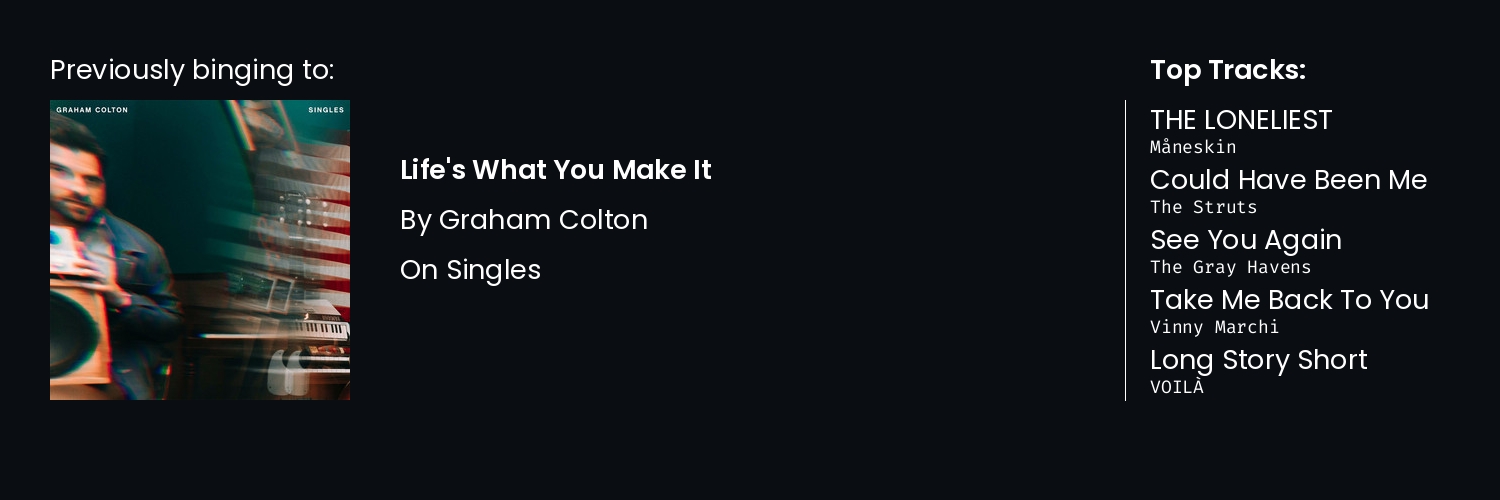 Previously binging to:
GRAHAM COLTON
SINGLES
Life's What You Make It
By Graham Colton
On Singles
Top Tracks:
THE LONELIEST
Måneskin
Could Have Been Me
The Struts
See You Again
The Gray Havens
Take Me Back To You
Vinny Marchi
Long Story Short
VOILÀ